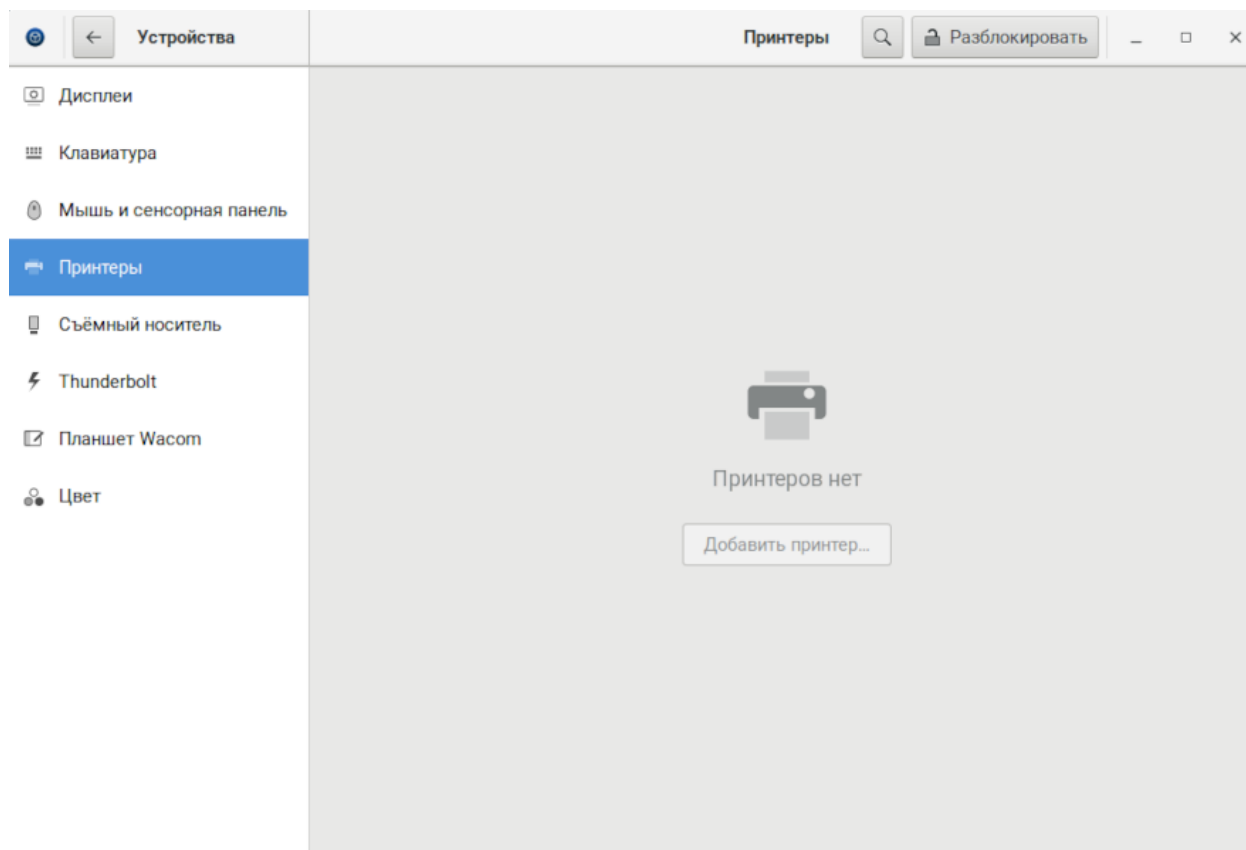 Устройства
Принтеры
Разблокировать
Дисплеи
Клавиатура
Мышь и сенсорная панель
Принтеры
Съёмный носитель
Thunderbolt
Планшет Wacom
Цвет
Принтеров нет
Добавить принтер...